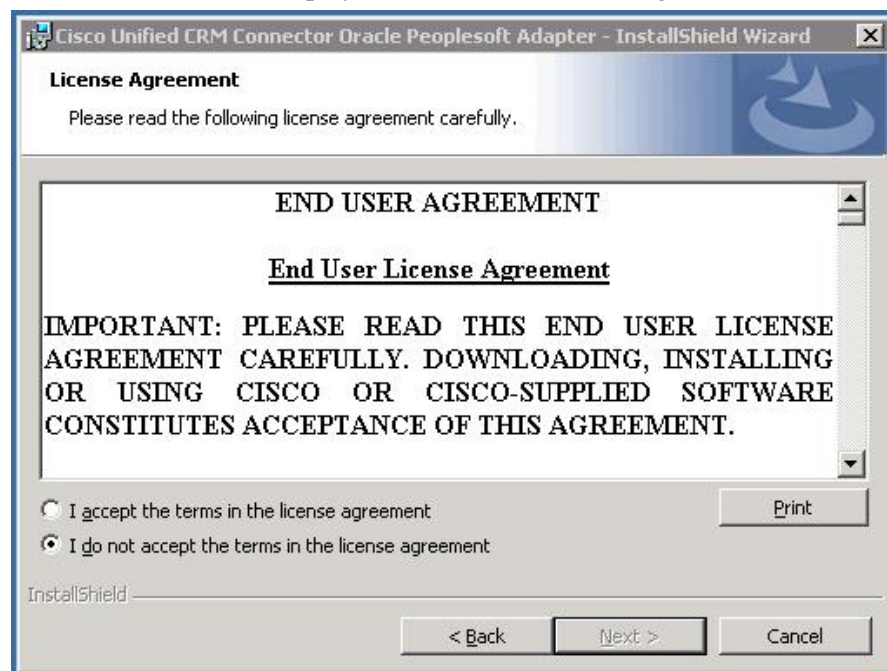 Cisco Unified CRM Connector Oracle Peoplesoft Adapter - InstallShield Wizard
License Agreement
Please read the following license agreement carefully.
END USER AGREEMENT
End User License Agreement
IMPORTANT: PLEASE READ THIS END USER LICENSE
AGREEMENT CAREFULLY. DOWNLOADING, INSTALLING
OR USING CISCO OR CISCO-SUPPLIED SOFTWARE
CONSTITUTES ACCEPTANCE OF THIS AGREEMENT.
I accept the terms in the license agreement
Print
I do not accept the terms in the license agreement
InstallShield
< Back Next > Cancel